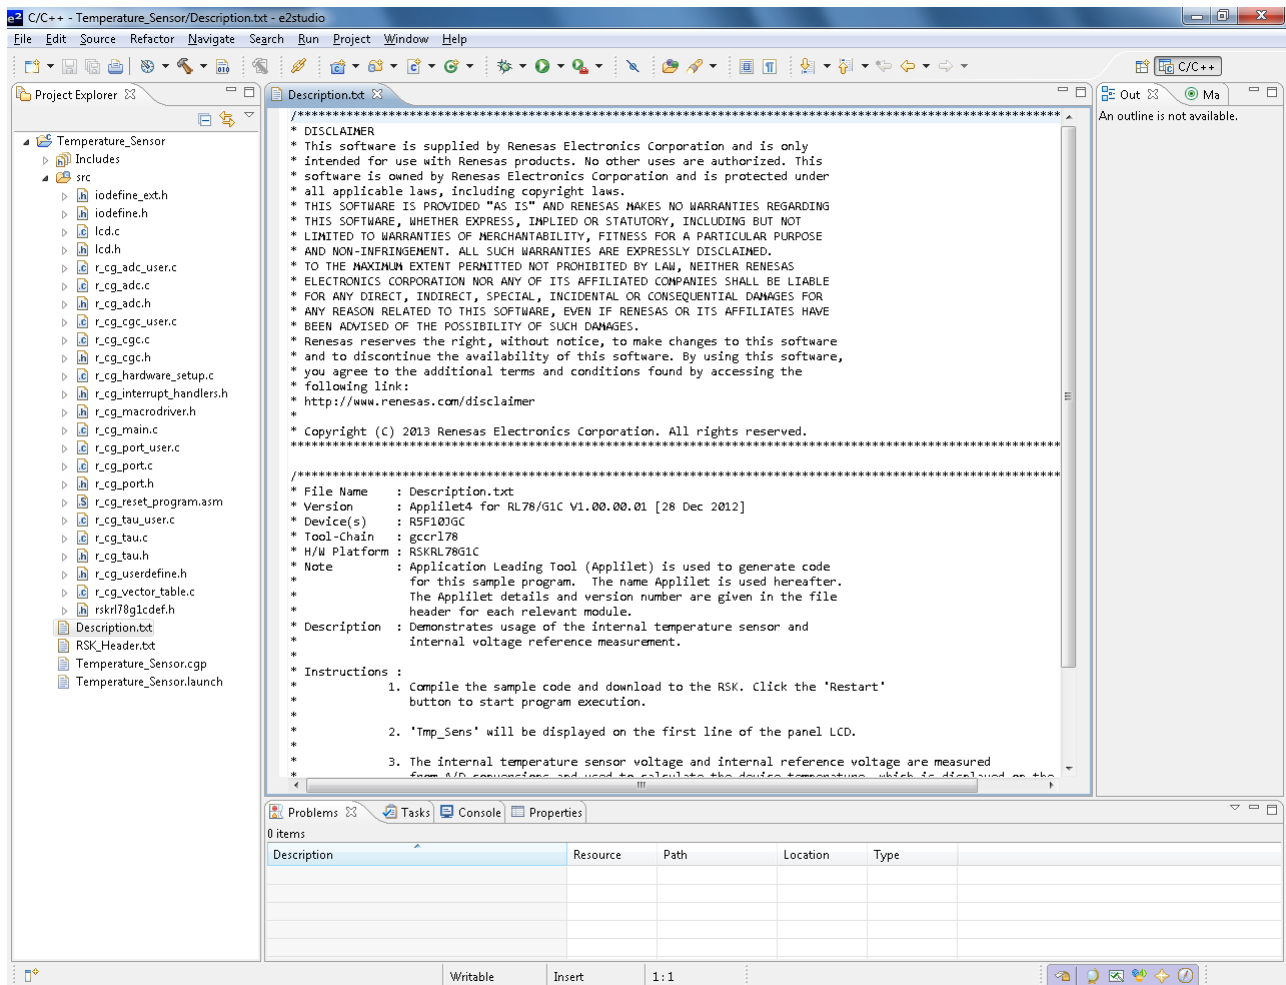 C/C++ - Temperature_Sensor/Description.txt - e2studio
File Edit Source Refactor Navigate Search Run Project Window Help
C/C++
Project Explorer
Temperature_Sensor
Includes
src
iodefine_ext.h
iodefine.h
lcd.c
lcd.h
r_cg_adc_user.c
r_cg_adc.c
r_cg_adc.h
r_cg_cgc_user.c
r_cg_cgc.c
r_cg_cgc.h
r_cg_hardware_setup.c
r_cg_interrupt_handlers.h
r_cg_macrodriver.h
r_cg_main.c
r_cg_port_user.c
r_cg_port.c
r_cg_port.h
r_cg_reset_program.asm
r_cg_tau_user.c
r_cg_tau.c
r_cg_tau.h
r_cg_userdefine.h
r_cg_vector_table.c
rskrl78g1cdef.h
Description.txt
RSK_Header.txt
Temperature_Sensor.cgp
Temperature_Sensor.launch
Description.txt
/***********************************************************************************************************
* DISCLAIMER
* This software is supplied by Renesas Electronics Corporation and is only
* intended for use with Renesas products. No other uses are authorized. This
* software is owned by Renesas Electronics Corporation and is protected under
* all applicable laws, including copyright laws.
* THIS SOFTWARE IS PROVIDED "AS IS" AND RENESAS MAKES NO WARRANTIES REGARDING
* THIS SOFTWARE, WHETHER EXPRESS, IMPLIED OR STATUTORY, INCLUDING BUT NOT
* LIMITED TO WARRANTIES OF MERCHANTABILITY, FITNESS FOR A PARTICULAR PURPOSE
* AND NON-INFRINGEMENT. ALL SUCH WARRANTIES ARE EXPRESSLY DISCLAIMED.
* TO THE MAXIMUM EXTENT PERMITTED NOT PROHIBITED BY LAW, NEITHER RENESAS
* ELECTRONICS CORPORATION NOR ANY OF ITS AFFILIATED COMPANIES SHALL BE LIABLE
* FOR ANY DIRECT, INDIRECT, SPECIAL, INCIDENTAL OR CONSEQUENTIAL DAMAGES FOR
* ANY REASON RELATED TO THIS SOFTWARE, EVEN IF RENESAS OR ITS AFFILIATES HAVE
* BEEN ADVISED OF THE POSSIBILITY OF SUCH DAMAGES.
* Renesas reserves the right, without notice, to make changes to this software
* and to discontinue the availability of this software. By using this software,
* you agree to the additional terms and conditions found by accessing the
* following link:
* http://www.renesas.com/disclaimer
*
* Copyright (C) 2013 Renesas Electronics Corporation. All rights reserved.
***********************************************************************************************************
/***********************************************************************************************************
* File Name : Description.txt
* Version : Applilet4 for RL78/G1C V1.00.00.01 [28 Dec 2012]
* Device(s) : R5F10JGC
* Tool-Chain : gccrl78
* H/W Platform : RSKRL78G1C
* Note : Application Leading Tool (Applilet) is used to generate code
* for this sample program. The name Applilet is used hereafter.
* The Applilet details and version number are given in the file
* header for each relevant module.
* Description : Demonstrates usage of the internal temperature sensor and
* internal voltage reference measurement.
*
* Instructions :
* 1. Compile the sample code and download to the RSK. Click the 'Restart'
* button to start program execution.
*
* 2. 'Tmp_Sens' will be displayed on the first line of the panel LCD.
*
* 3. The internal temperature sensor voltage and internal reference voltage are measured
* from A/D conversions and used to calculate the device temperature, which is displayed on the
Out
Ma
An outline is not available.
Problems Tasks Console Properties
0 items
Description Resource Path Location Type
Writable Insert 1:1